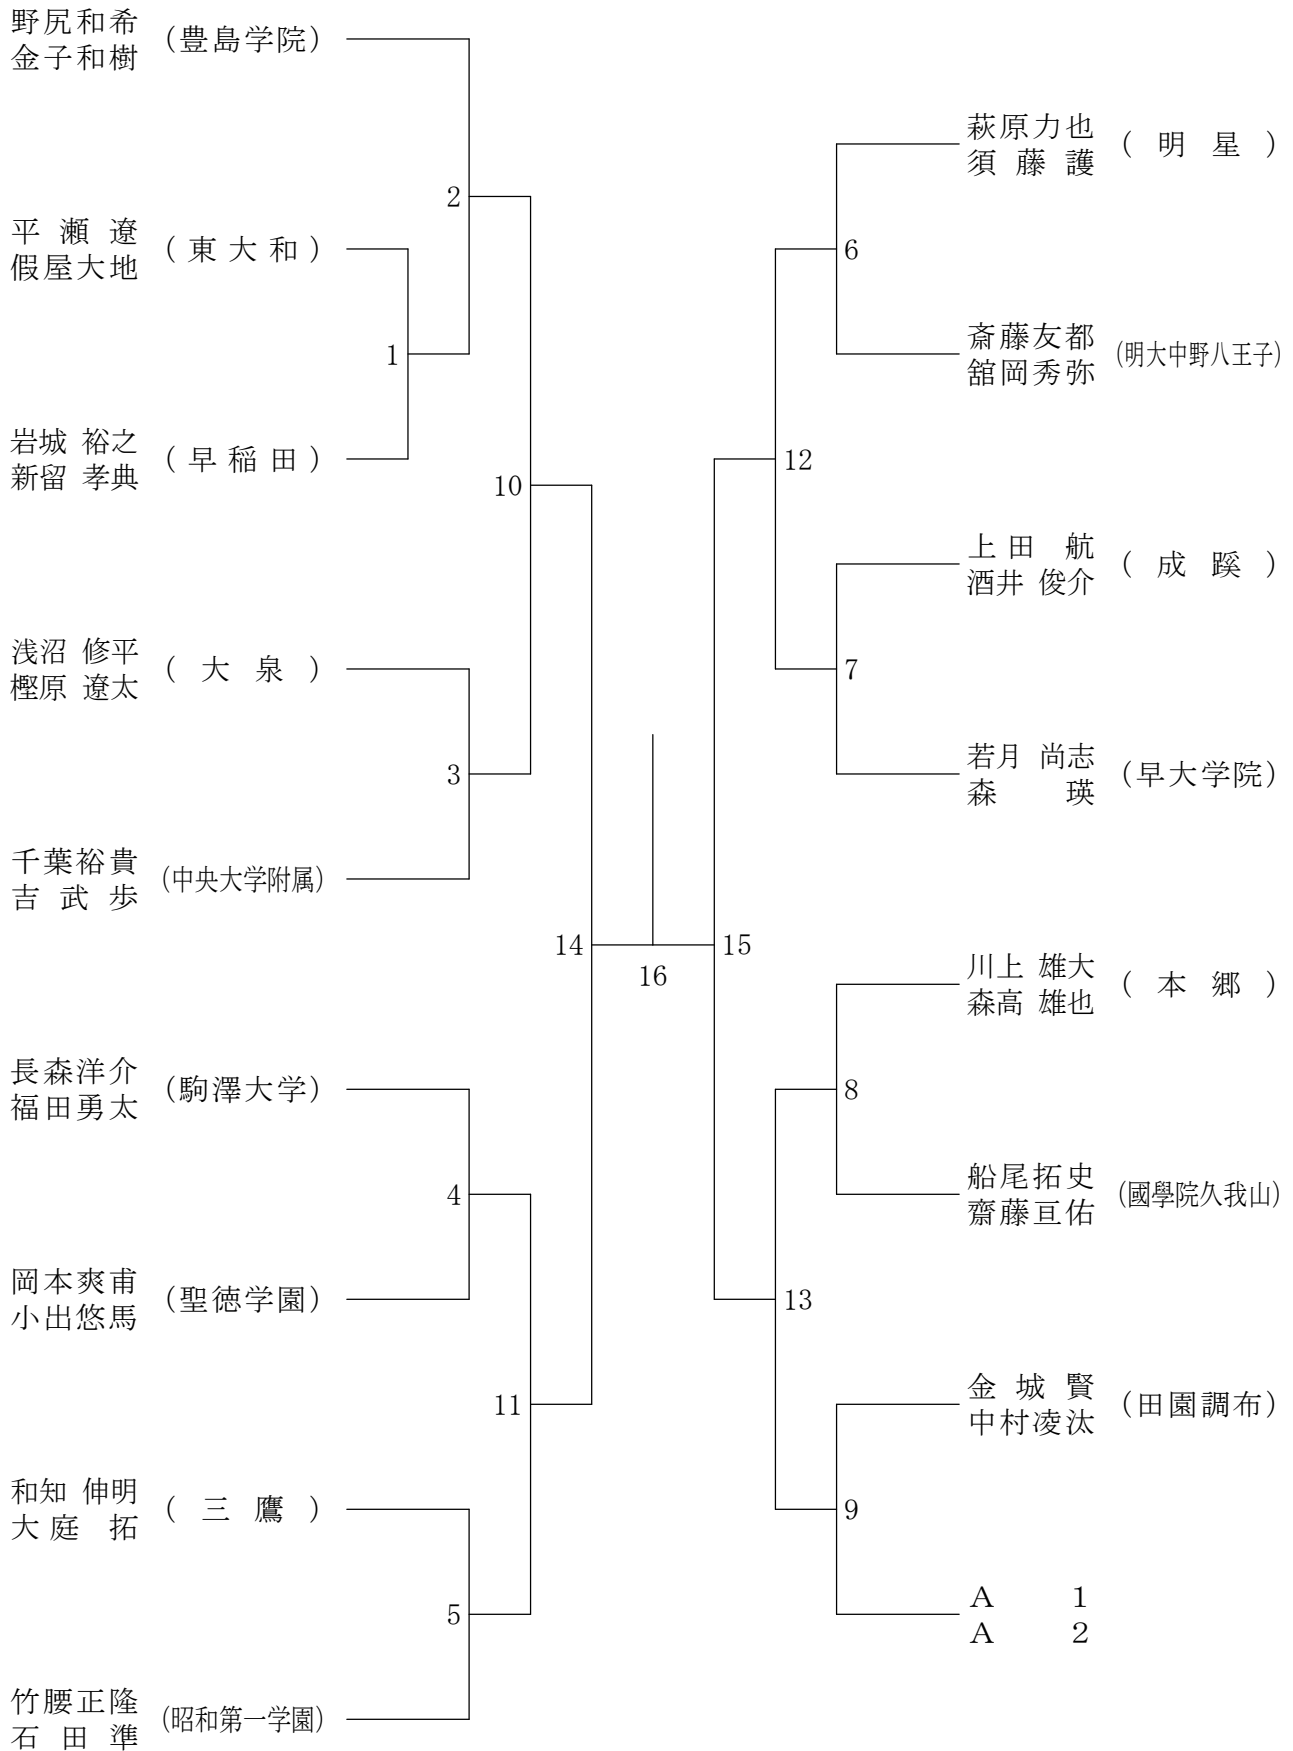 野尻和希
金子和樹
(豊島学院)
2
平瀬遼
假屋大地
(東大和)
1
岩城 裕之
新留 孝典
(早稲田)
10
浅沼 修平
樫原 遼太
(大泉)
3
千葉裕貴
吉武歩
(中央大学附属)
14
長森洋介
福田勇太
(駒澤大学)
4
岡本爽甫
小出悠馬
(聖徳学園)
11
和知 伸明
大庭 拓
(三鷹)
5
竹腰正隆
石田準
(昭和第一学園)
16
萩原力也
須藤護
(明星)
6
斎藤友都
舘岡秀弥
(明大中野八王子)
12
上田 航
酒井 俊介
(成蹊)
7
若月 尚志
森 瑛
(早大学院)
15
川上 雄大
森高 雄也
(本郷)
8
船尾拓史
齋藤亘佑
(國學院久我山)
13
金城賢
中村凌汰
(田園調布)
9
A 1
A 2